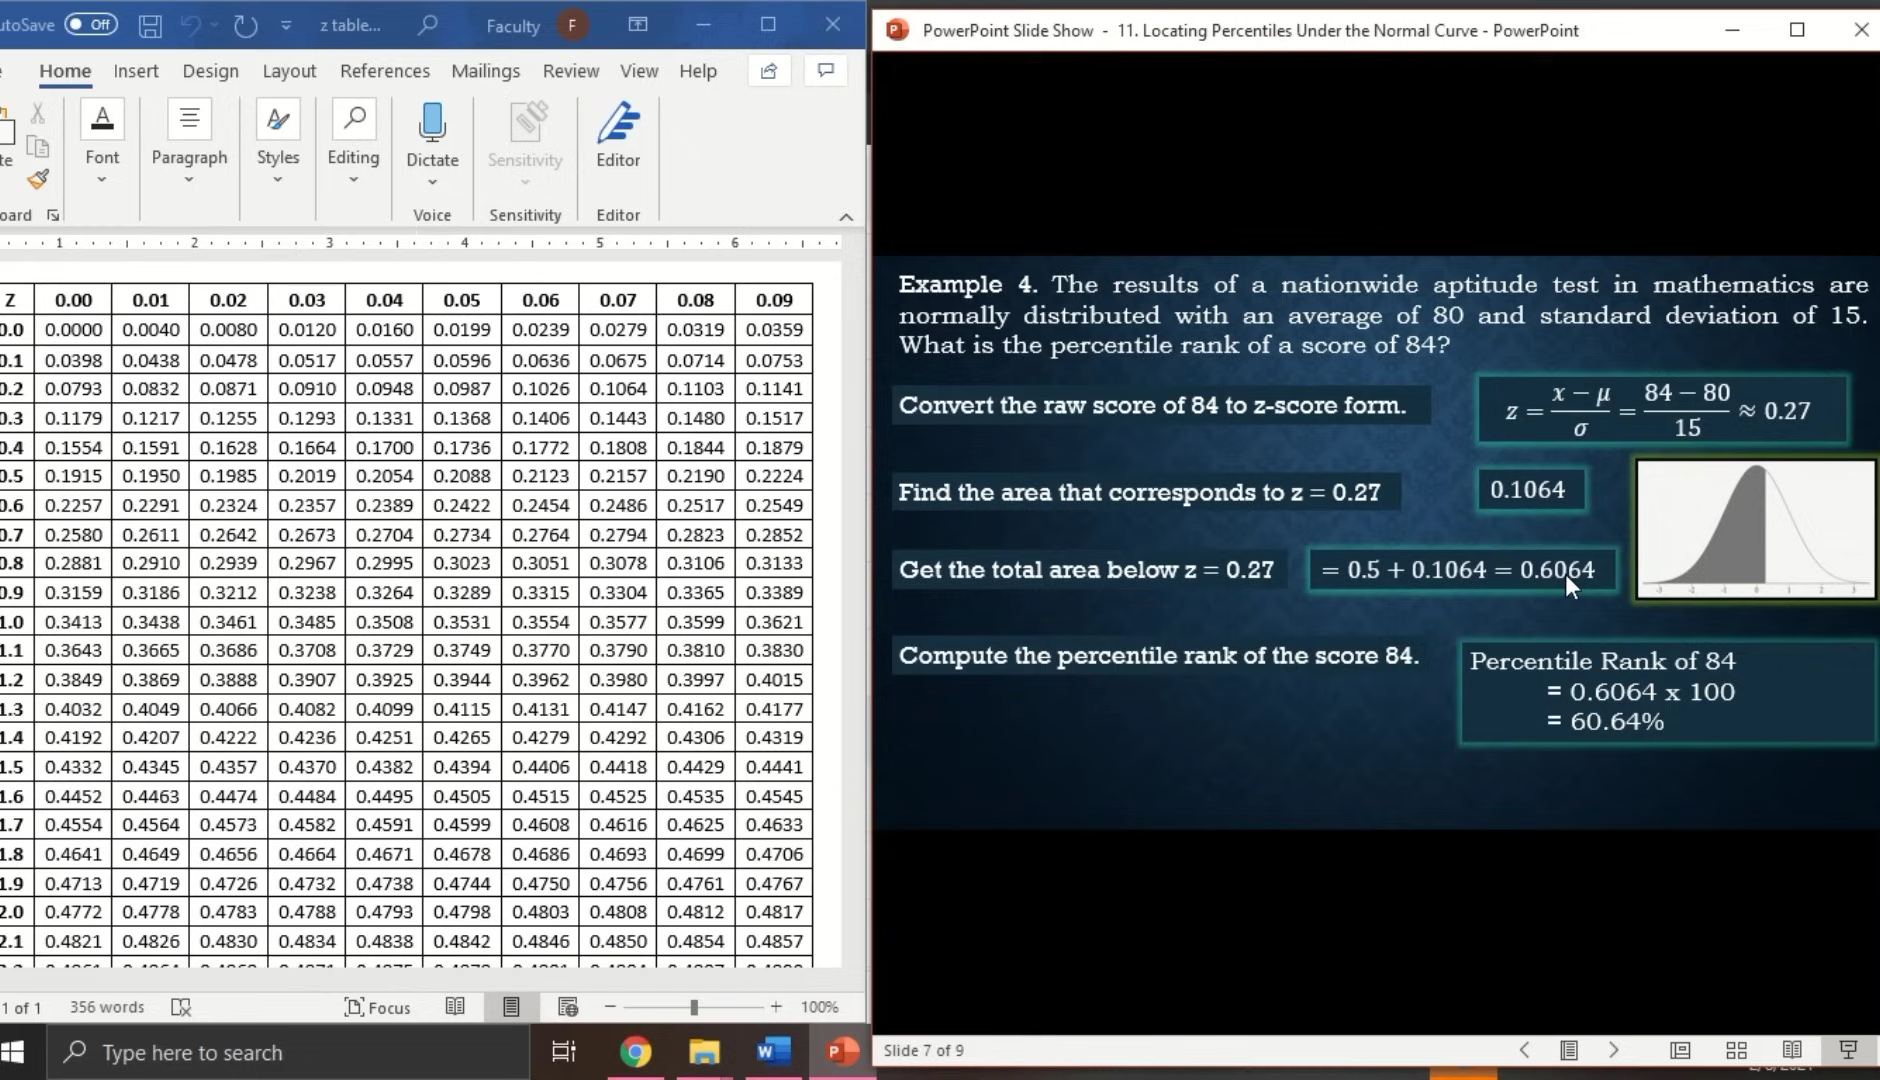 utoSave Off z table... Faculty F
Home Insert Design Layout References Mailings Review View Help
te Font Paragraph Styles Editing Dictate Sensitivity Editor
oard Voice Sensitivity Editor
1 2 3 4 5 6
Z 0.00 0.01 0.02 0.03 0.04 0.05 0.06 0.07 0.08 0.09
0.0 0.0000 0.0040 0.0080 0.0120 0.0160 0.0199 0.0239 0.0279 0.0319 0.0359
0.1 0.0398 0.0438 0.0478 0.0517 0.0557 0.0596 0.0636 0.0675 0.0714 0.0753
0.2 0.0793 0.0832 0.0871 0.0910 0.0948 0.0987 0.1026 0.1064 0.1103 0.1141
0.3 0.1179 0.1217 0.1255 0.1293 0.1331 0.1368 0.1406 0.1443 0.1480 0.1517
0.4 0.1554 0.1591 0.1628 0.1664 0.1700 0.1736 0.1772 0.1808 0.1844 0.1879
0.5 0.1915 0.1950 0.1985 0.2019 0.2054 0.2088 0.2123 0.2157 0.2190 0.2224
0.6 0.2257 0.2291 0.2324 0.2357 0.2389 0.2422 0.2454 0.2486 0.2517 0.2549
0.7 0.2580 0.2611 0.2642 0.2673 0.2704 0.2734 0.2764 0.2794 0.2823 0.2852
0.8 0.2881 0.2910 0.2939 0.2967 0.2995 0.3023 0.3051 0.3078 0.3106 0.3133
0.9 0.3159 0.3186 0.3212 0.3238 0.3264 0.3289 0.3315 0.3304 0.3365 0.3389
1.0 0.3413 0.3438 0.3461 0.3485 0.3508 0.3531 0.3554 0.3577 0.3599 0.3621
1.1 0.3643 0.3665 0.3686 0.3708 0.3729 0.3749 0.3770 0.3790 0.3810 0.3830
1.2 0.3849 0.3869 0.3888 0.3907 0.3925 0.3944 0.3962 0.3980 0.3997 0.4015
1.3 0.4032 0.4049 0.4066 0.4082 0.4099 0.4115 0.4131 0.4147 0.4162 0.4177
1.4 0.4192 0.4207 0.4222 0.4236 0.4251 0.4265 0.4279 0.4292 0.4306 0.4319
1.5 0.4332 0.4345 0.4357 0.4370 0.4382 0.4394 0.4406 0.4418 0.4429 0.4441
1.6 0.4452 0.4463 0.4474 0.4484 0.4495 0.4505 0.4515 0.4525 0.4535 0.4545
1.7 0.4554 0.4564 0.4573 0.4582 0.4591 0.4599 0.4608 0.4616 0.4625 0.4633
1.8 0.4641 0.4649 0.4656 0.4664 0.4671 0.4678 0.4686 0.4693 0.4699 0.4706
1.9 0.4713 0.4719 0.4726 0.4732 0.4738 0.4744 0.4750 0.4756 0.4761 0.4767
2.0 0.4772 0.4778 0.4783 0.4788 0.4793 0.4798 0.4803 0.4808 0.4812 0.4817
2.1 0.4821 0.4826 0.4830 0.4834 0.4838 0.4842 0.4846 0.4850 0.4854 0.4857
1 of 1 356 words Focus 100%
Type here to search
PowerPoint Slide Show - 11. Locating Percentiles Under the Normal Curve - PowerPoint
Example 4. The results of a nationwide aptitude test in mathematics are
normally distributed with an average of 80 and standard deviation of 15.
What is the percentile rank of a score of 84?
Convert the raw score of 84 to z-score form.
z = (x − μ)/σ = (84 − 80)/15 ≈ 0.27
Find the area that corresponds to z = 0.27
0.1064
Get the total area below z = 0.27
= 0.5 + 0.1064 = 0.6064
Compute the percentile rank of the score 84.
Percentile Rank of 84
= 0.6064 x 100
= 60.64%
Slide 7 of 9